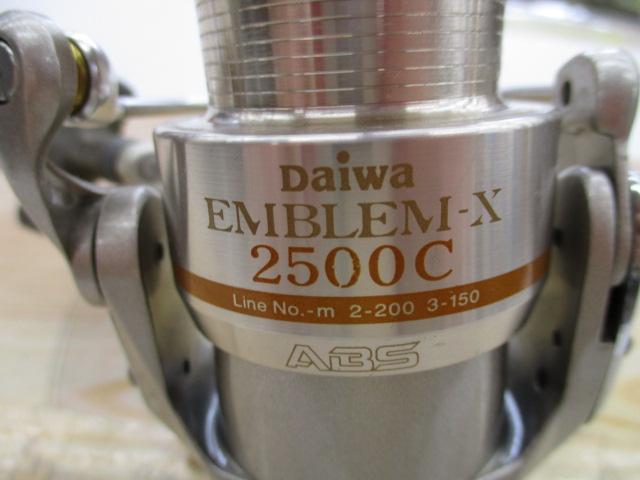 Daiwa
EMBLEM-X
2500C
Line No.-m 2-200 3-150
ABS